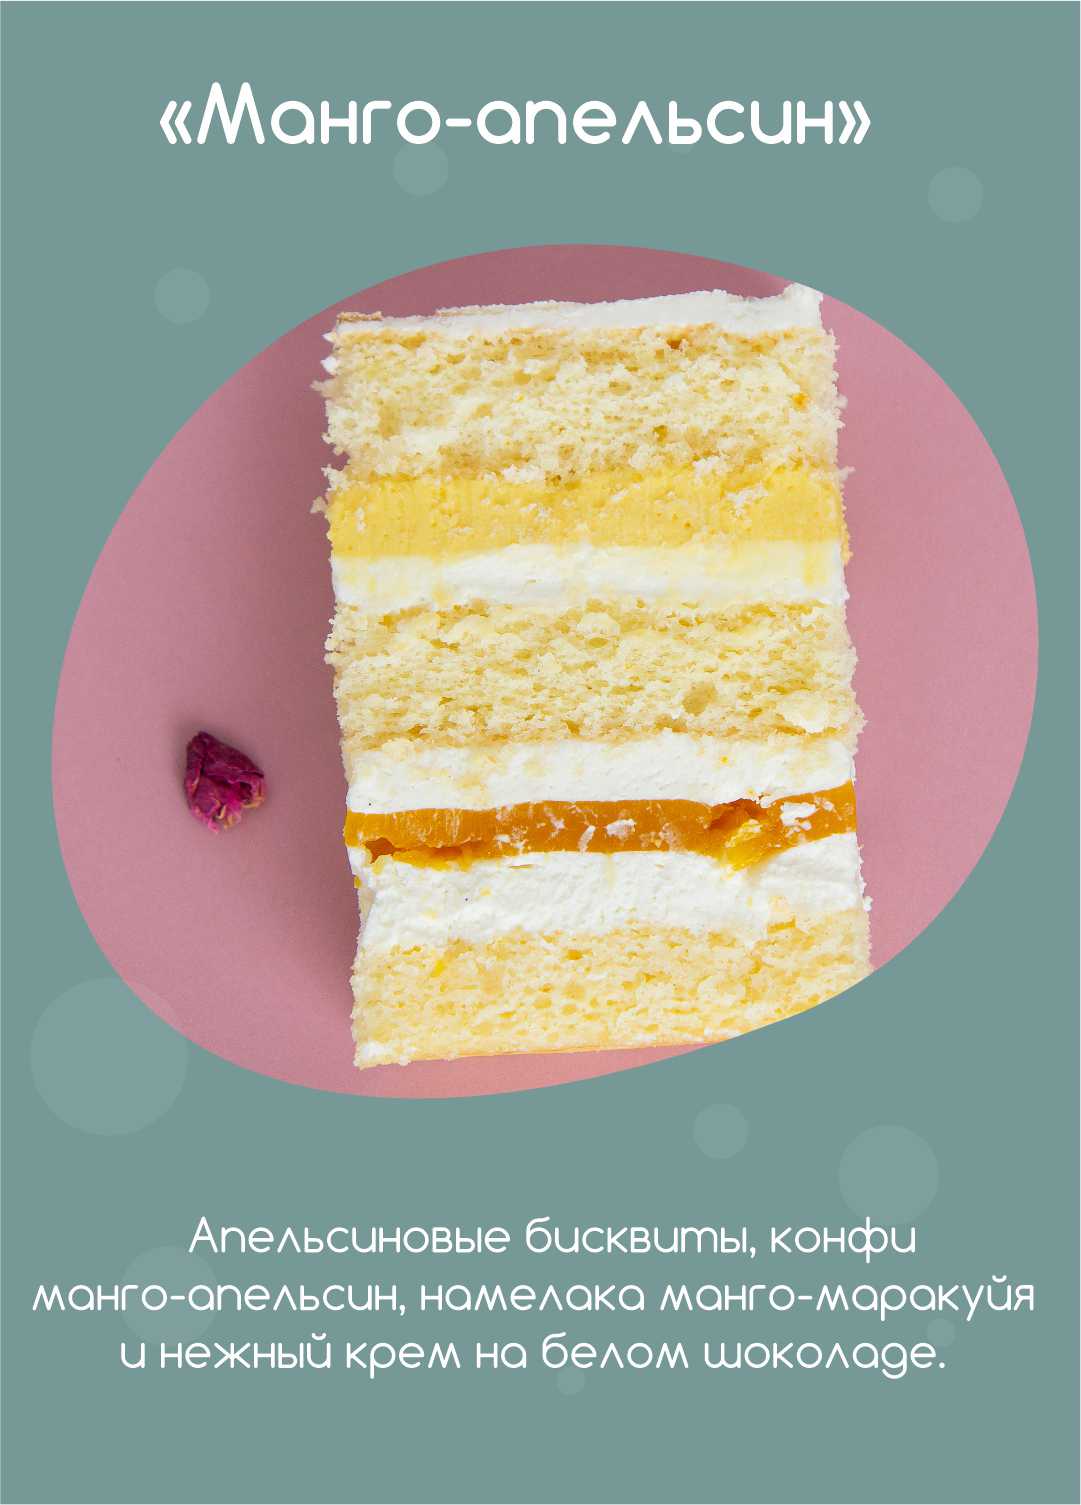 «Манго-апельсин»
Апельсиновые бисквиты, конфи
манго-апельсин, намелака манго-маракуйя
и нежный крем на белом шоколаде.